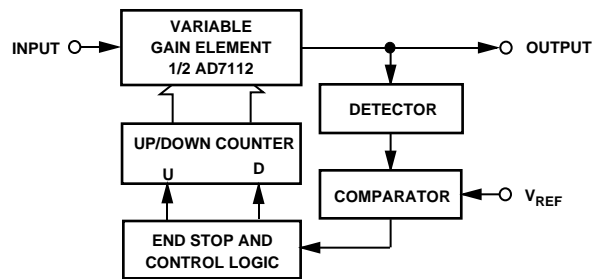 VARIABLE
GAIN ELEMENT
1/2 AD7112
INPUT
OUTPUT
DETECTOR
UP/DOWN COUNTER
U D
COMPARATOR
VREF
END STOP AND
CONTROL LOGIC